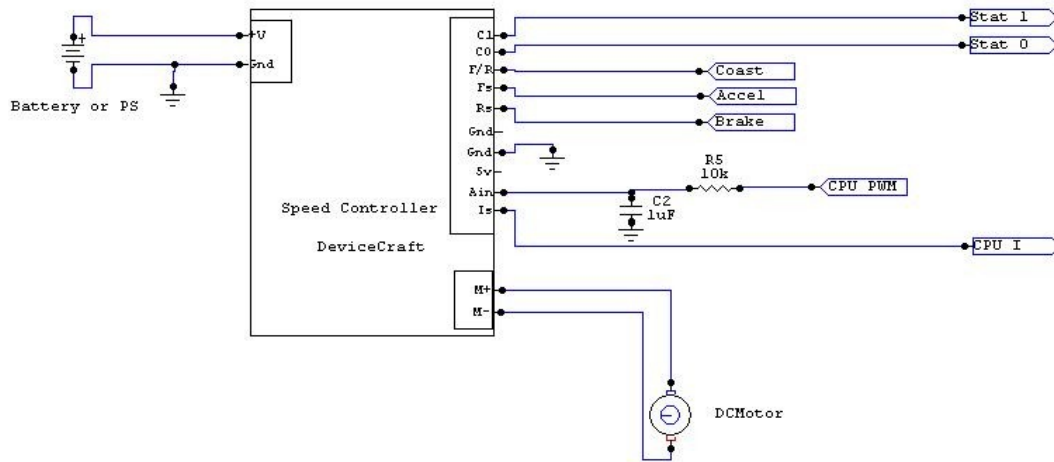 C1
Stat 1
+V
C0
Stat 0
+
F/R
Coast
Gnd
Fs
Accel
Rs
Brake
Battery or PS
Gnd
Gnd
R5
10k
5v
Ain
CPU PWM
C2
1uF
Speed Controller
Is
DeviceCraft
CPU I
M+
M-
DCMotor